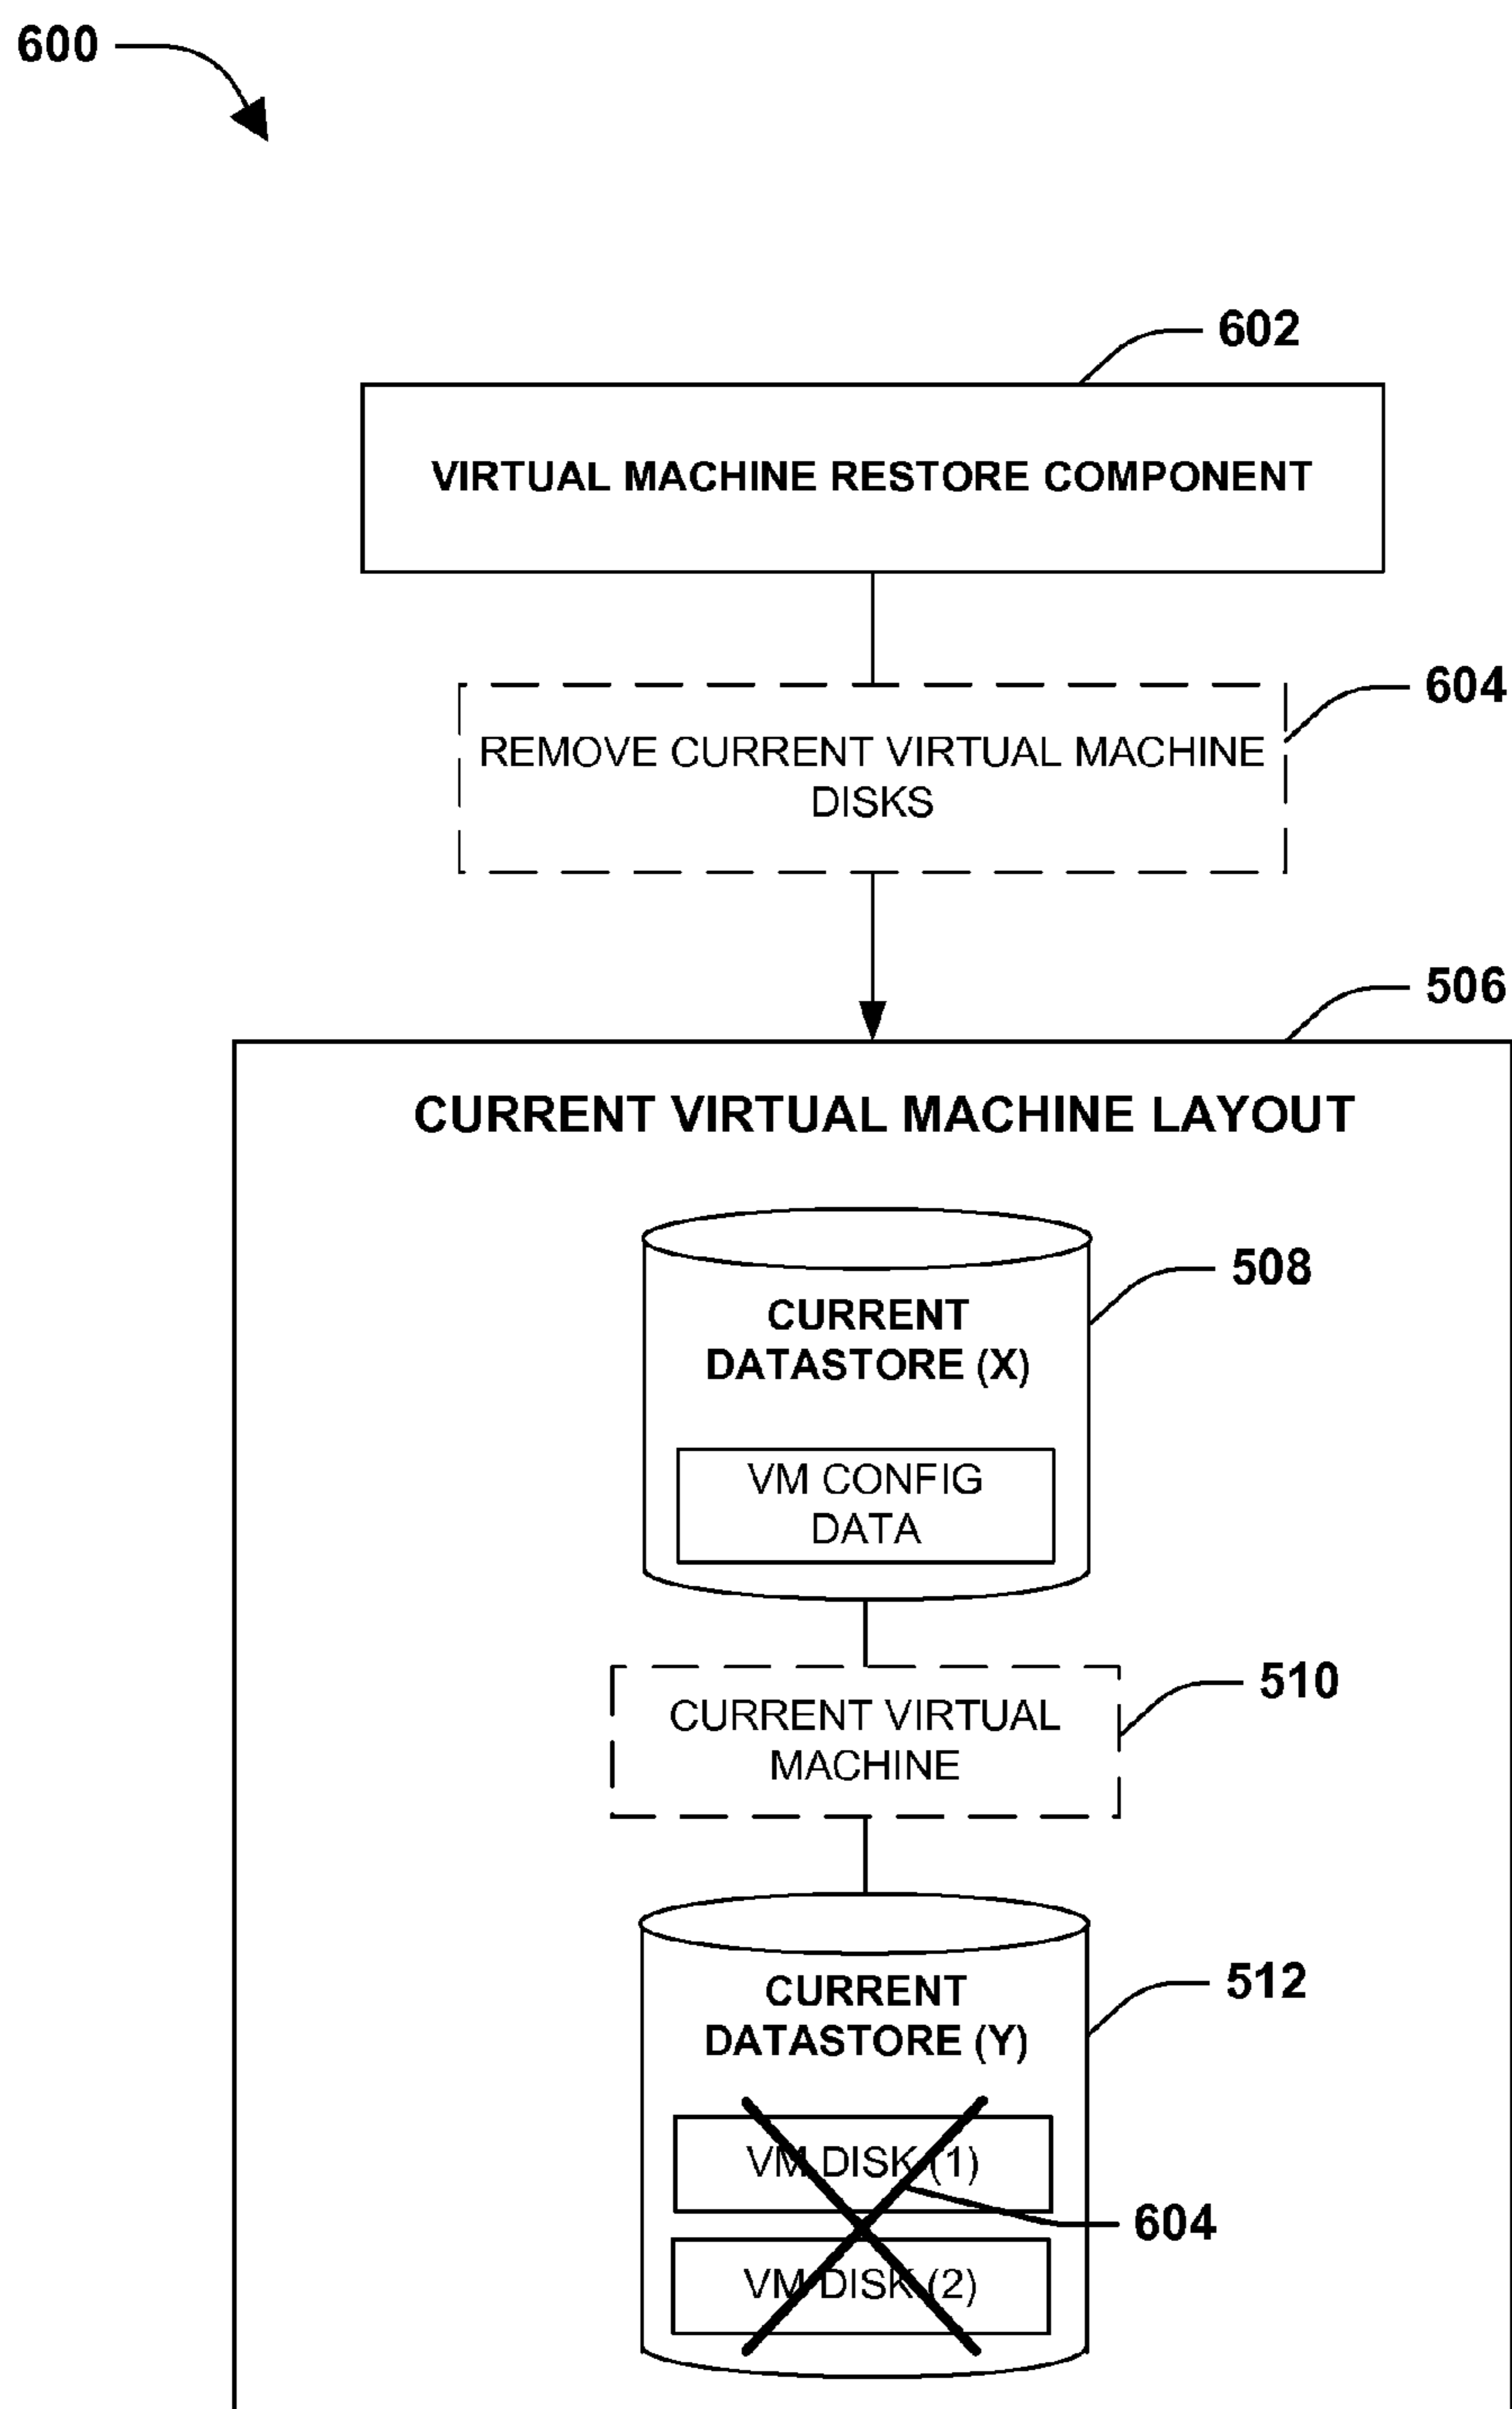 600
602
VIRTUAL MACHINE RESTORE COMPONENT
604
REMOVE CURRENT VIRTUAL MACHINE
DISKS
506
CURRENT VIRTUAL MACHINE LAYOUT
508
CURRENT
DATASTORE (X)
VM CONFIG
DATA
510
CURRENT VIRTUAL
MACHINE
512
CURRENT
DATASTORE (Y)
VM DISK (1)
604
VM DISK (2)